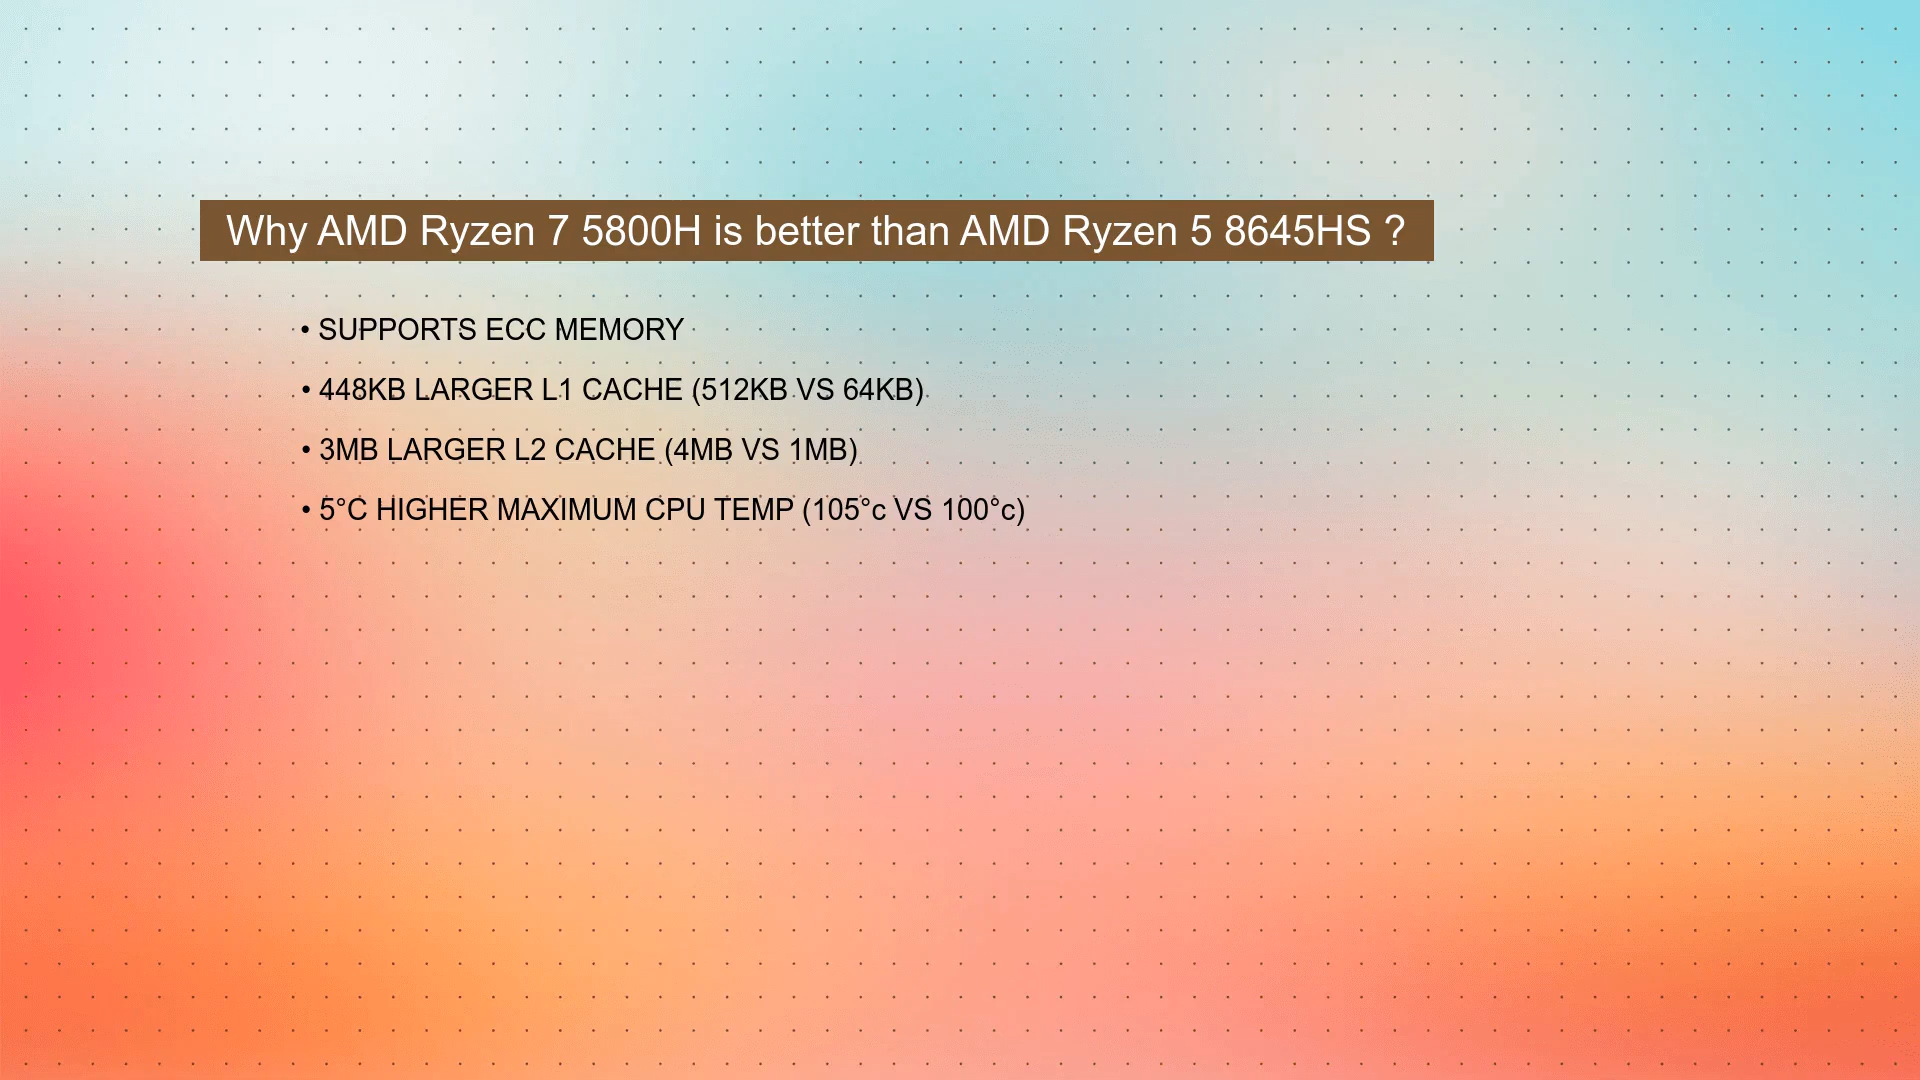 Why AMD Ryzen 7 5800H is better than AMD Ryzen 5 8645HS ?
• SUPPORTS ECC MEMORY
• 448KB LARGER L1 CACHE (512KB VS 64KB)
• 3MB LARGER L2 CACHE (4MB VS 1MB)
• 5°C HIGHER MAXIMUM CPU TEMP (105°c VS 100°c)